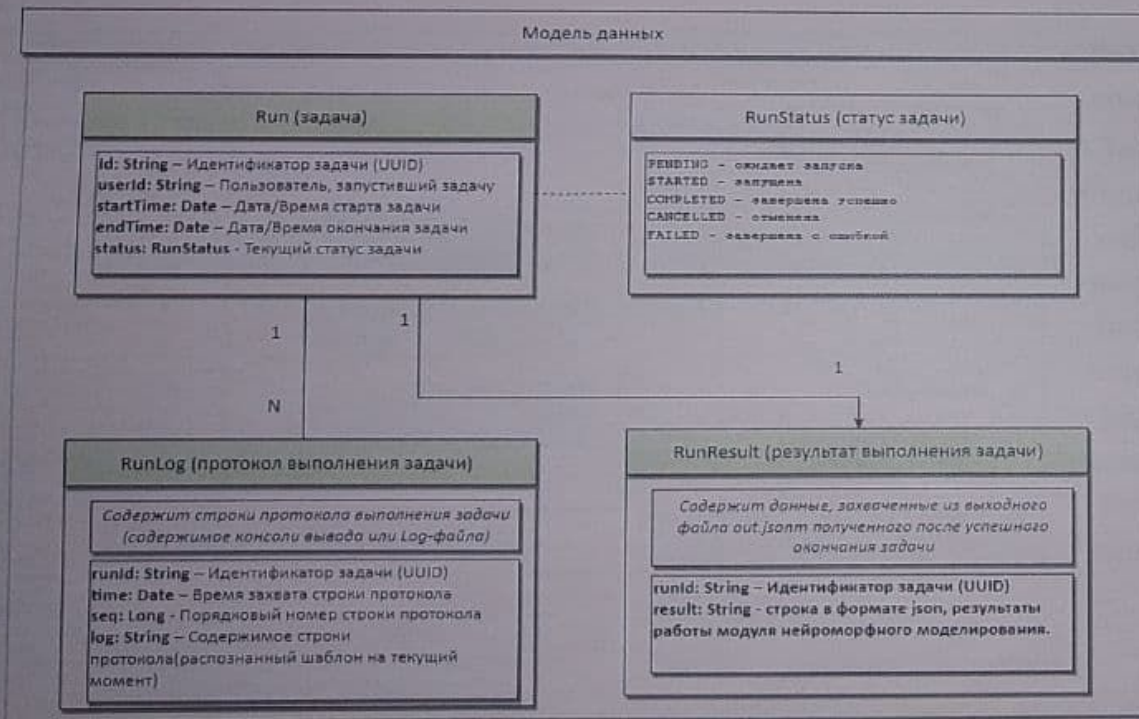 Модель данных
Run (задача)
Id: String – Идентификатор задачи (UUID)
userId: String – Пользователь, запустивший задачу
startTime: Date – Дата/Время старта задачи
endTime: Date – Дата/Время окончания задачи
status: RunStatus - Текущий статус задачи
RunStatus (статус задачи)
PENDING - ожидает запуска
STARTED - запущена
COMPLETED - завершена успешно
CANCELLED - отменена
FAILED - завершена с ошибкой
1
1
1
N
RunLog (протокол выполнения задачи)
Содержит строки протокола выполнения задачи
(содержимое консоли вывода или Log-файла)
runId: String – Идентификатор задачи (UUID)
time: Date – Время захвата строки протокола
seq: Long - Порядковый номер строки протокола
log: String – Содержимое строки
протокола(распознанный шаблон на текущий
момент)
RunResult (результат выполнения задачи)
Содержит данные, захваченные из выходного
файла out.jsonm полученного после успешного
окончания задачи
runId: String – Идентификатор задачи (UUID)
result: String - строка в формате json, результаты
работы модуля нейроморфного моделирования.